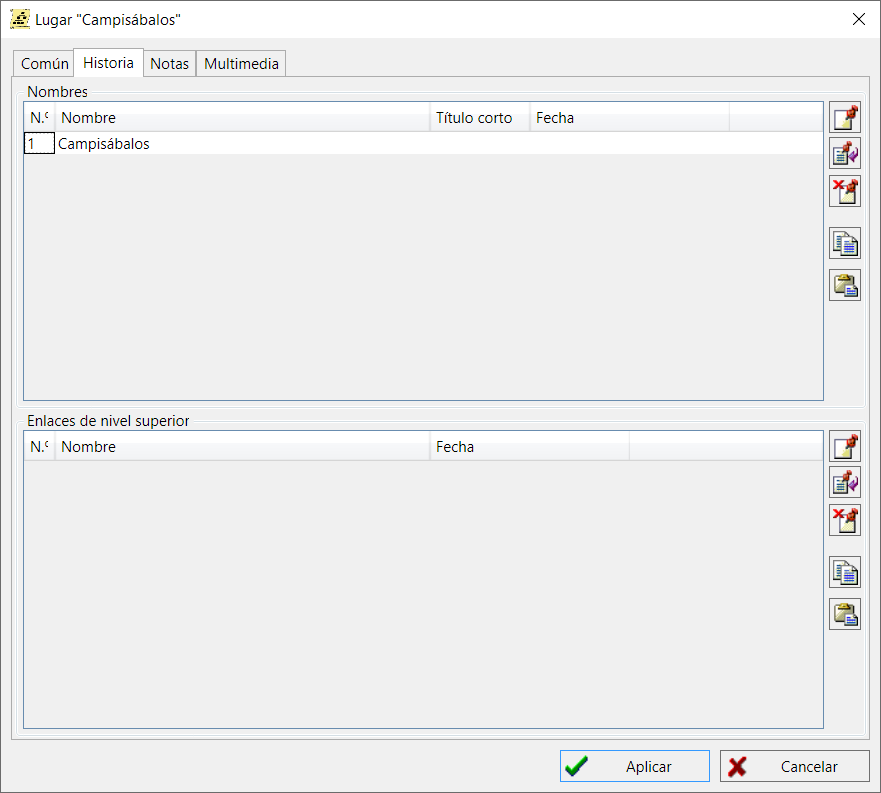 Lugar "Campisábalos"
Común Historia Notas Multimedia
Nombres
N.º Nombre Título corto Fecha
1 Campisábalos
Enlaces de nivel superior
N.º Nombre Fecha
Aplicar Cancelar